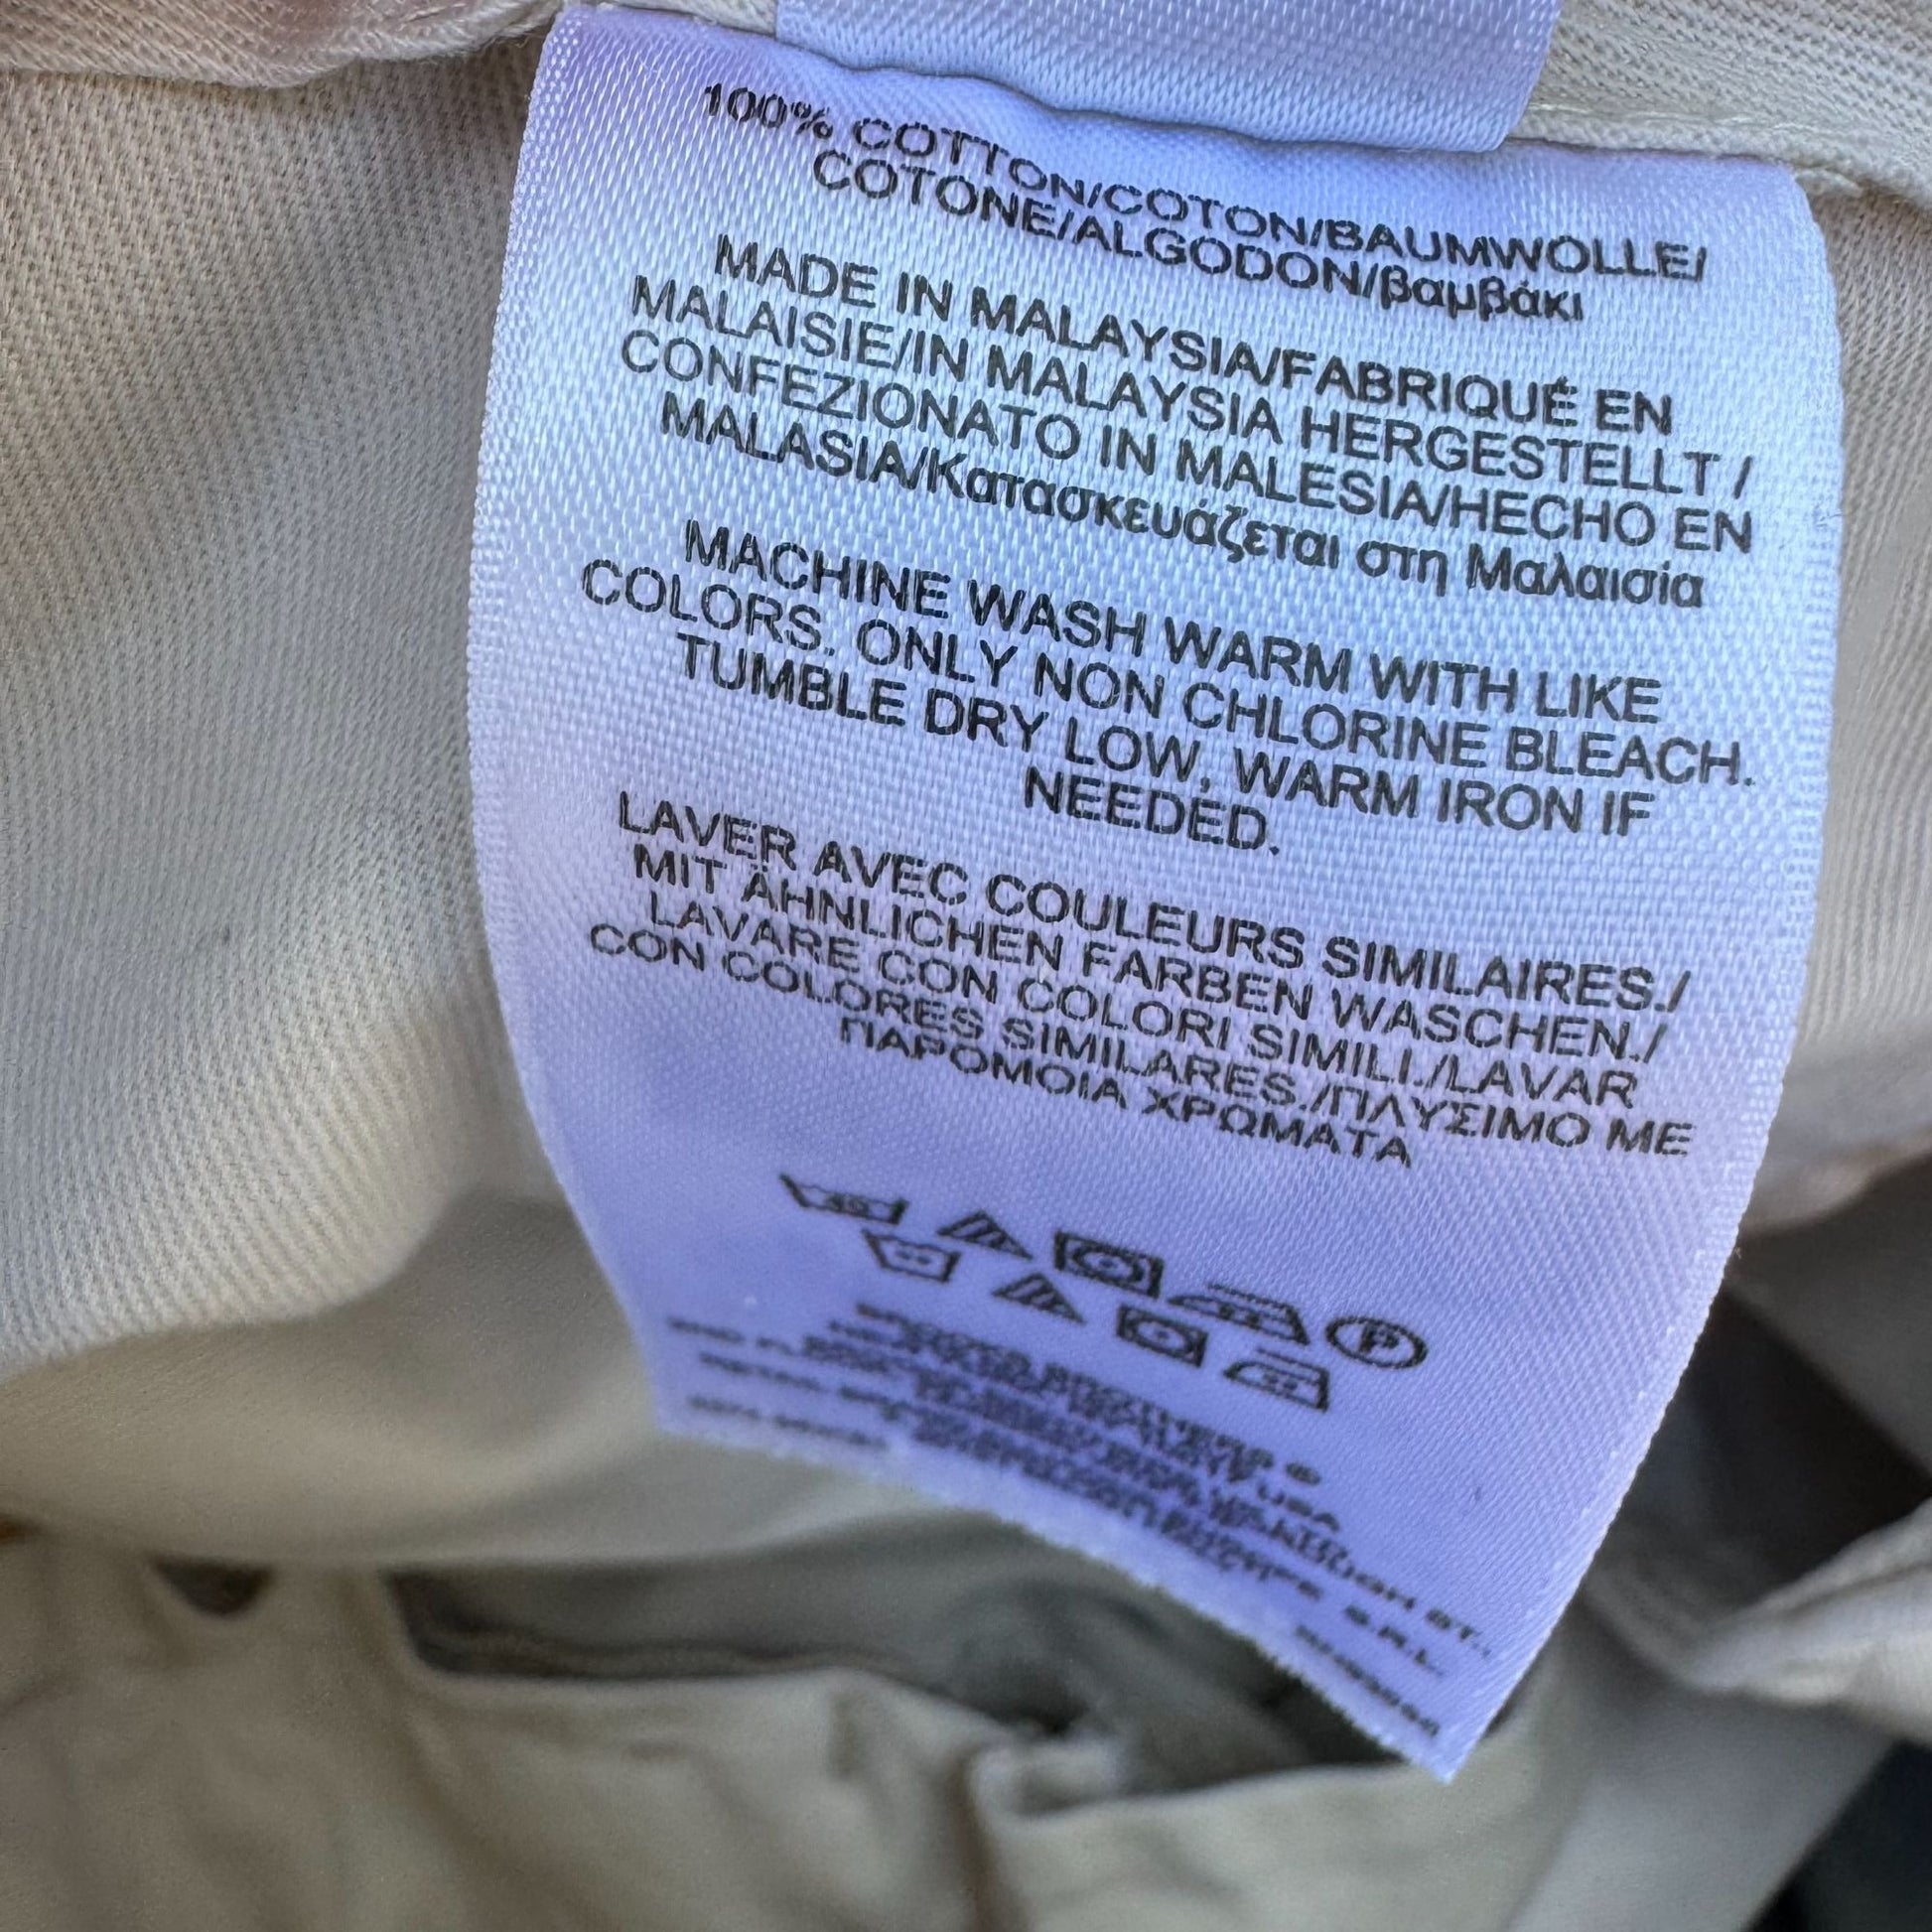 100% COTTON/COTON/BAUMWOLLE/
COTONE/ALGODON/βαμβάκι
MADE IN MALAYSIA/FABRIQUÉ EN
MALAISIE/IN MALAYSIA HERGESTELLT /
CONFEZIONATO IN MALESIA/HECHO EN
MALASIA/Κατασκευάζεται στη Μαλαισία
MACHINE WASH WARM WITH LIKE
COLORS. ONLY NON CHLORINE BLEACH.
TUMBLE DRY LOW, WARM IRON IF
NEEDED.
LAVER AVEC COULEURS SIMILAIRES./
MIT ÄHNLICHEN FARBEN WASCHEN./
LAVARE CON COLORI SIMILI./LAVAR
CON COLORES SIMILARES./ΠΛΥΣΙΜΟ ΜΕ
ΠΑΡΟΜΟΙΑ ΧΡΩΜΑΤΑ
P
BROOKS BROTHERS ®
USA
S.R.L.